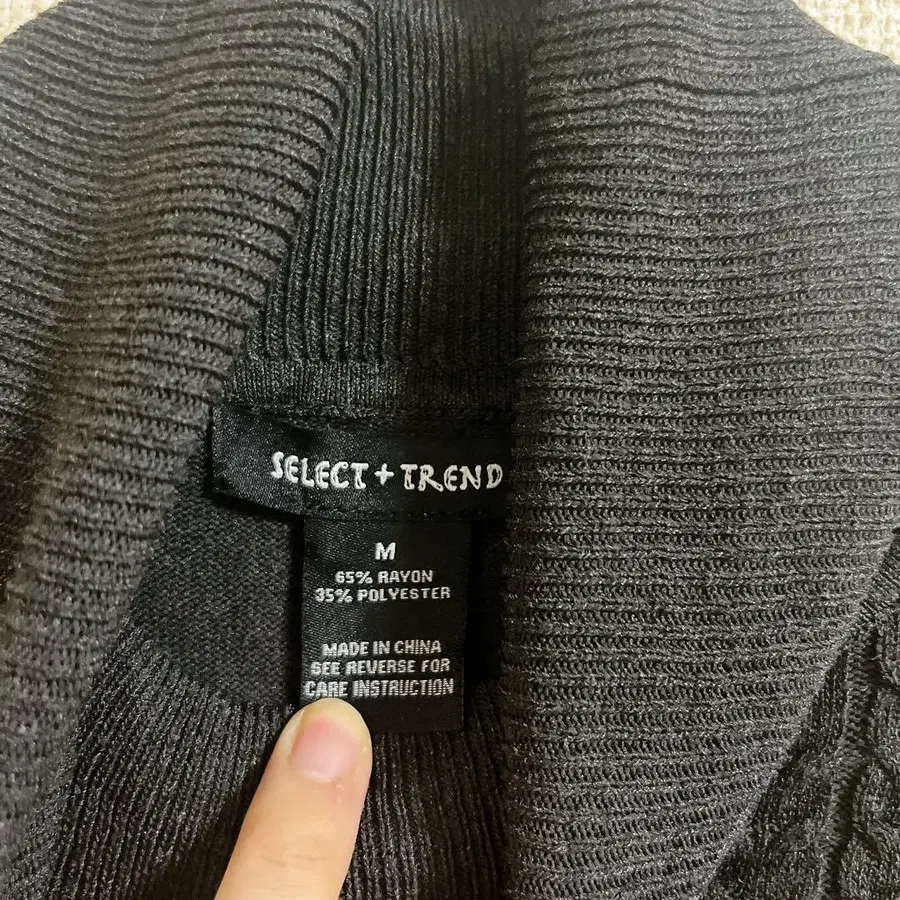 SELECT + TREND
M
65% RAYON
35% POLYESTER
MADE IN CHINA
SEE REVERSE FOR
CARE INSTRUCTION